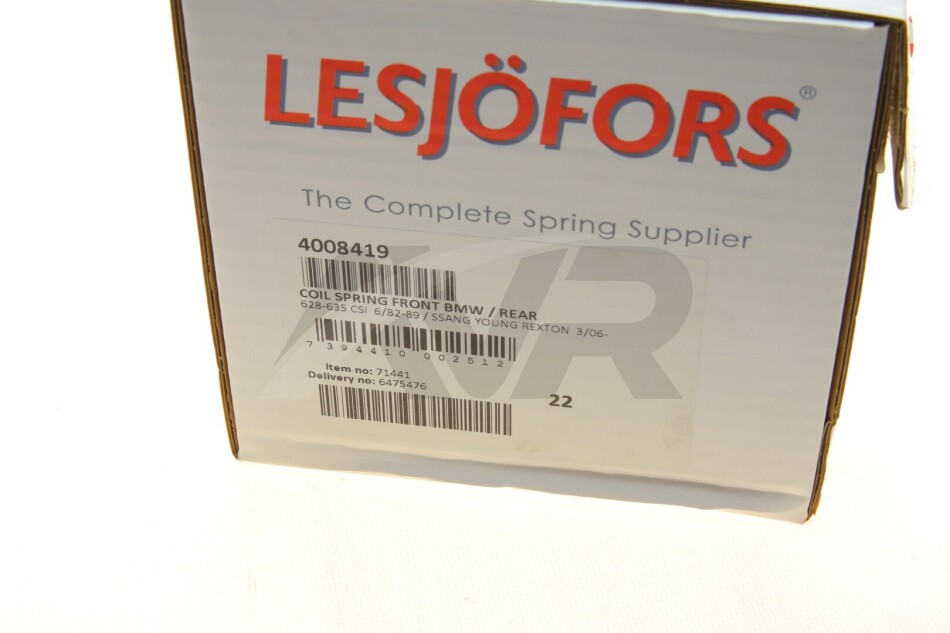 LESJÖFORS®
The Complete Spring Supplier
4008419
COIL SPRING FRONT BMW / REAR
628-635 CSI 6/82-89 / SSANG YOUNG REXTON 3/06-
7 394410 002512
Item no: 71441
Delivery no: 6475476
22
AVR